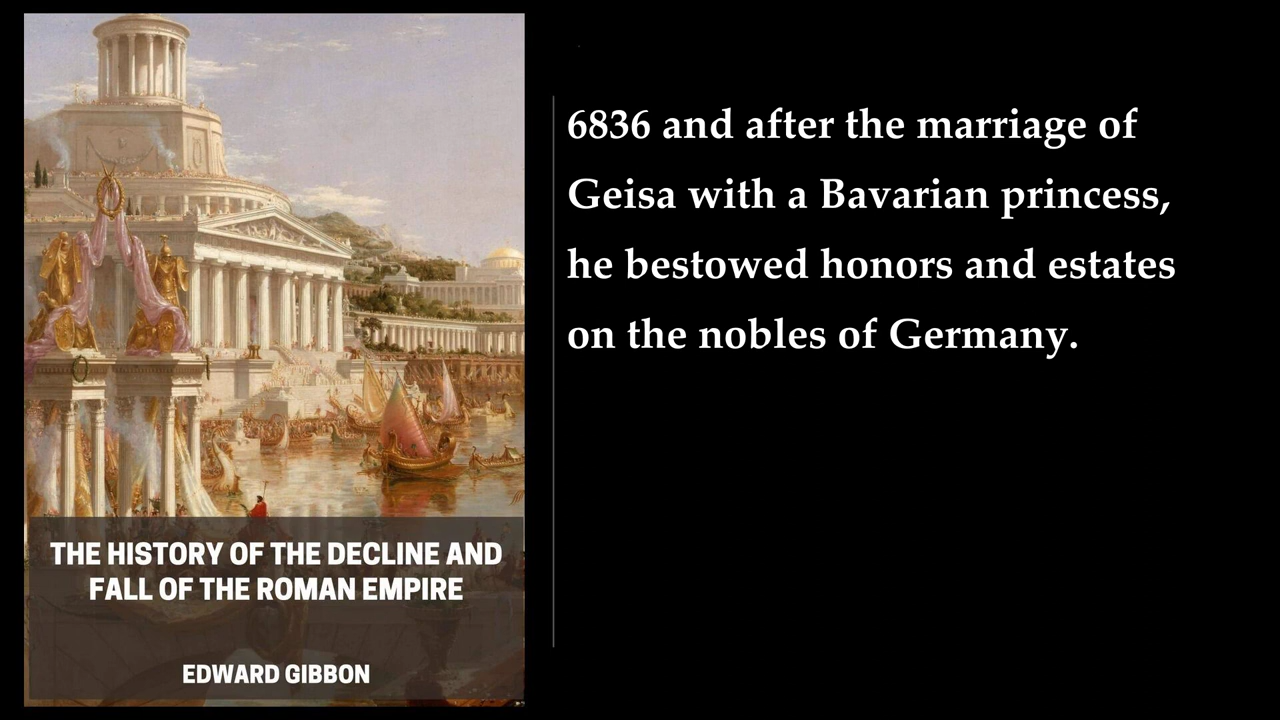 THE HISTORY OF THE DECLINE AND
FALL OF THE ROMAN EMPIRE
EDWARD GIBBON
6836 and after the marriage of
Geisa with a Bavarian princess,
he bestowed honors and estates
on the nobles of Germany.